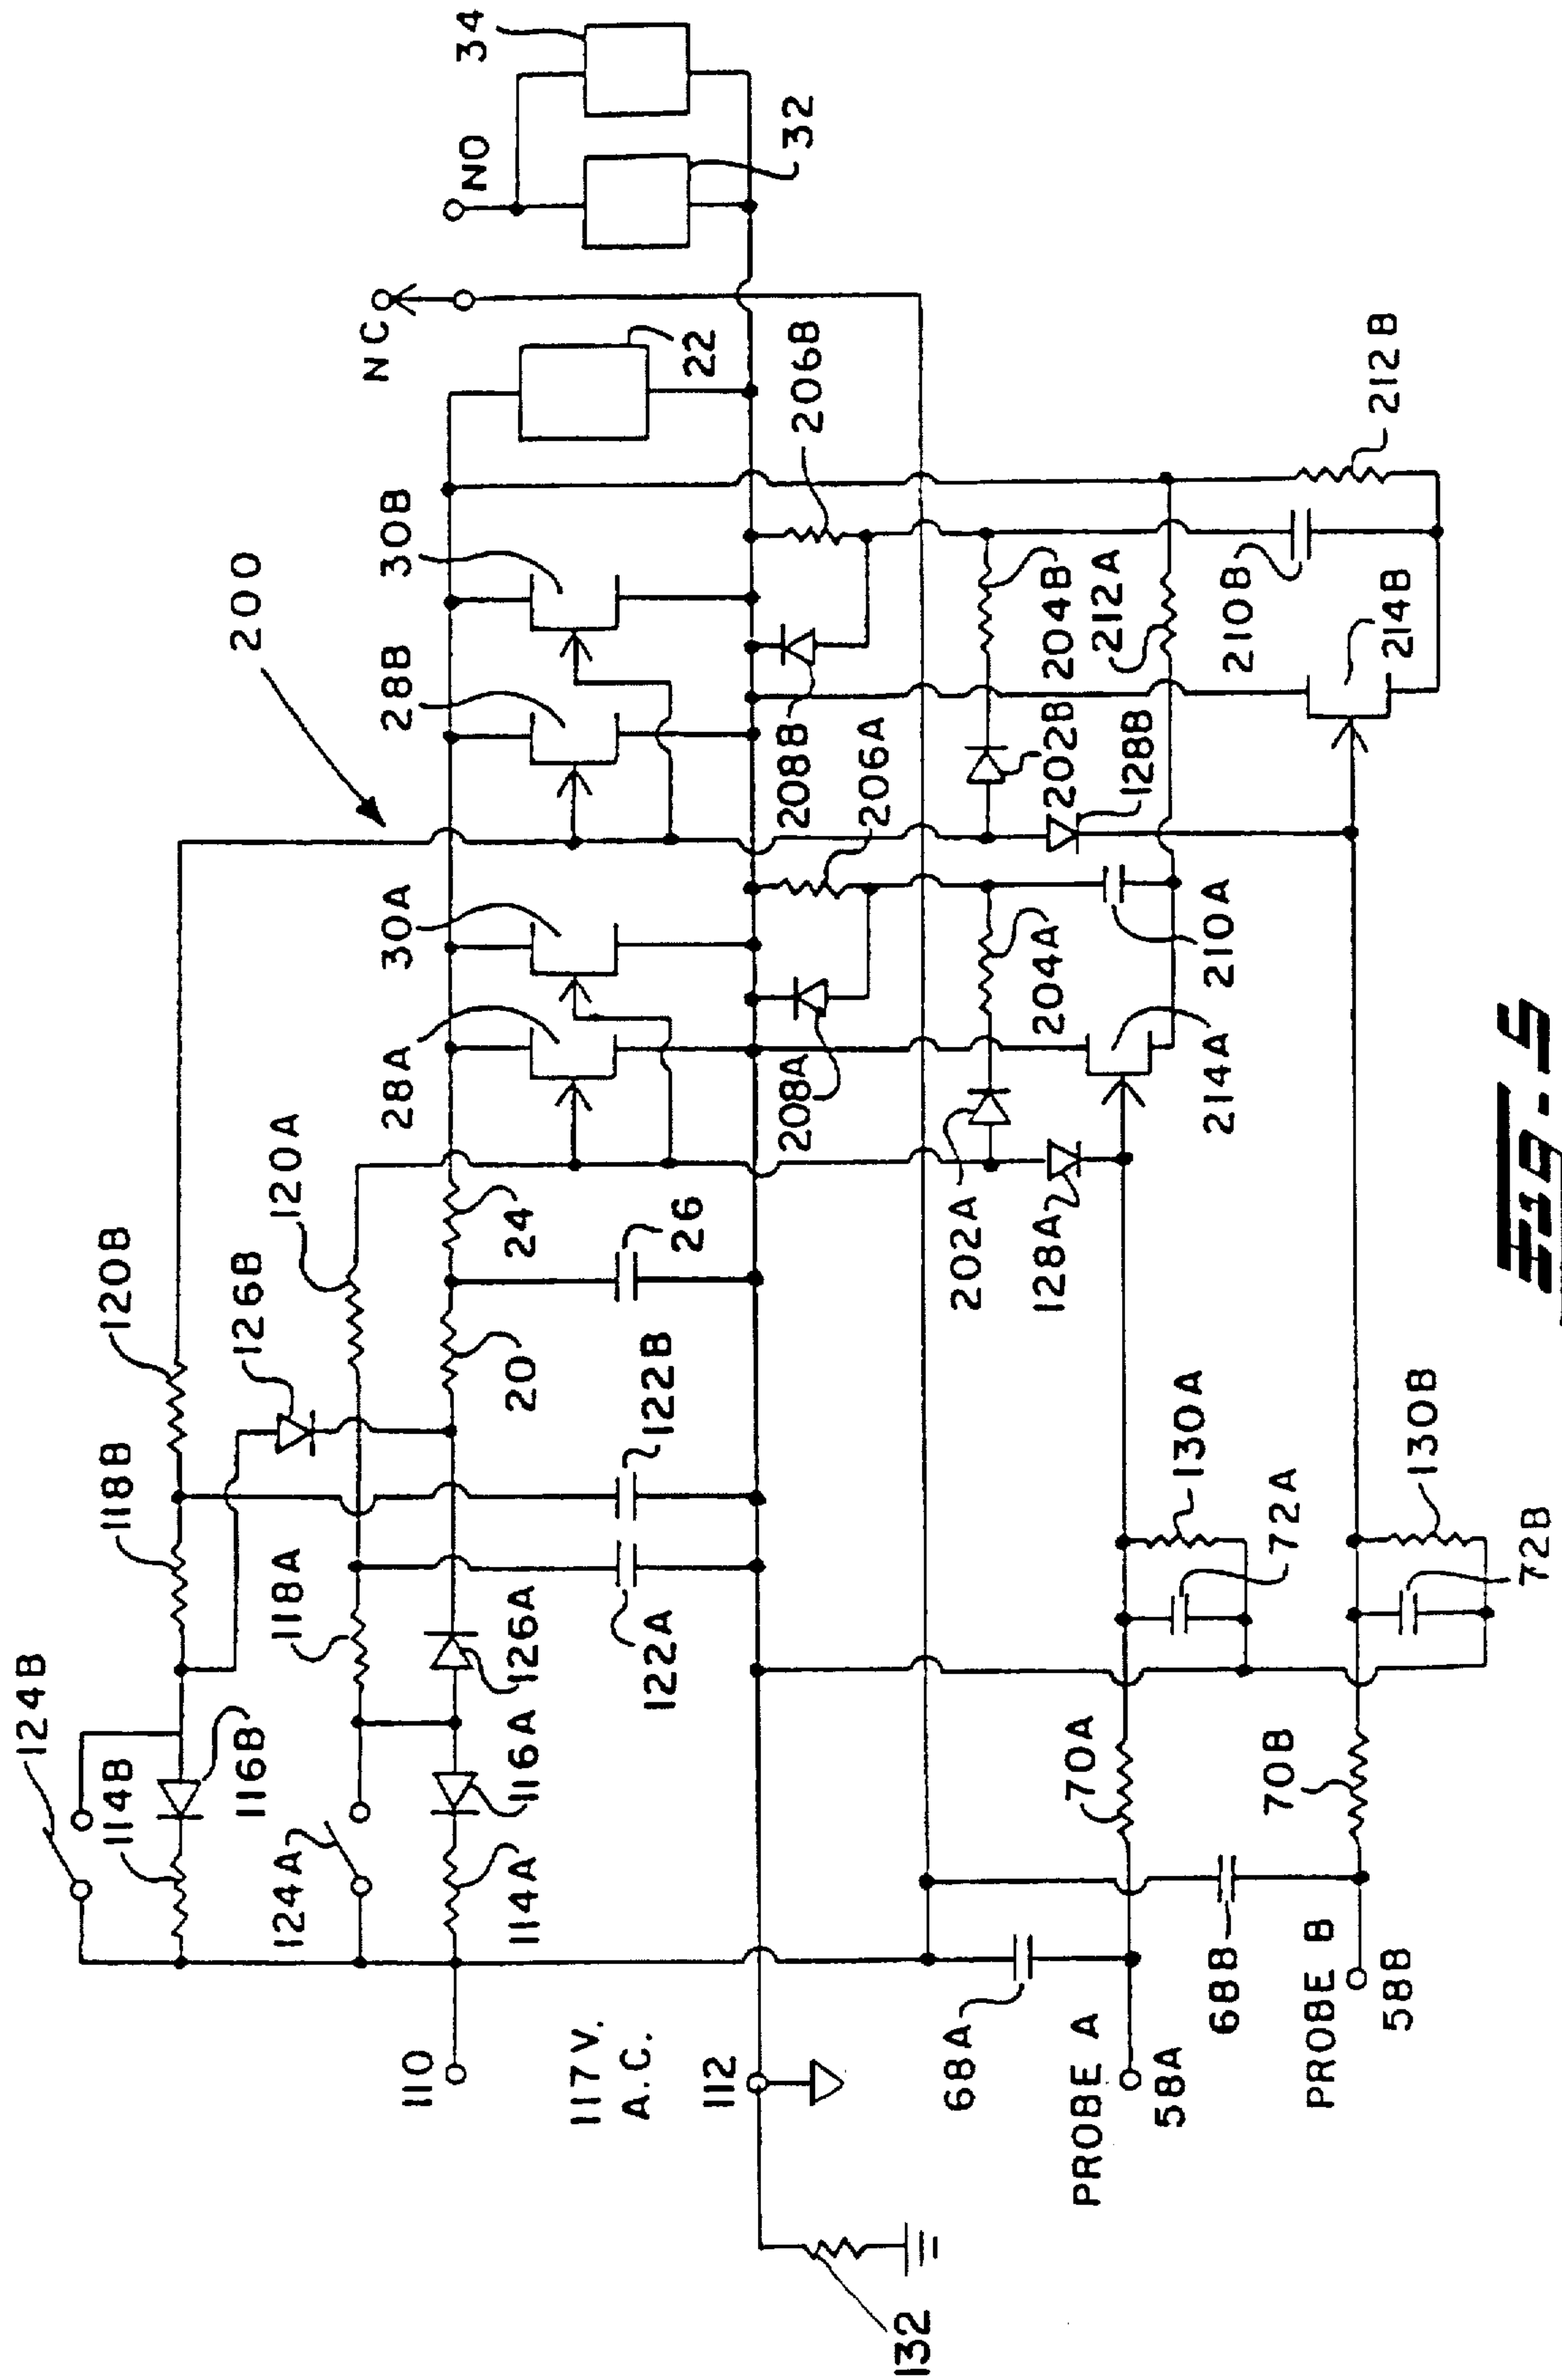 34
NO
32
NC
22
206B
212B
200
30B
28B
208B
204B
212A
210B
214B
202B
128B
206A
30A
28A
208A
204A
210A
214A
120A
120B
126B
24
26
202A
128A
20
122B
118B
118A
130A
130B
124B
126A
122A
72A
72B
116B
116A
114B
124A
114A
70A
70B
110
117 V.
A.C.
112
68A
68B
PROBE A
58A
PROBE B
58B
132
Fig-5